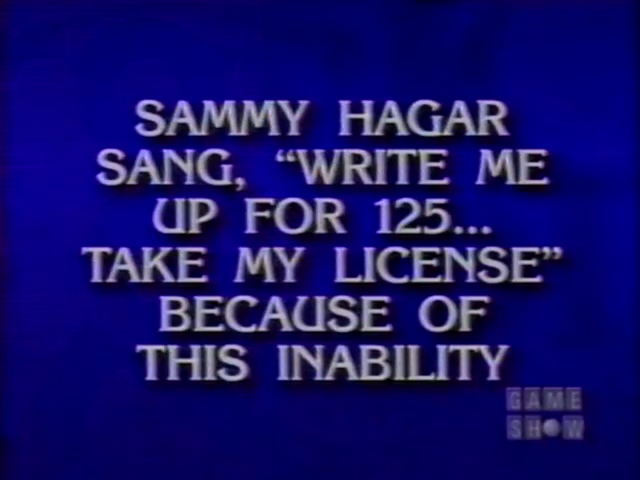 SAMMY HAGAR
SANG, “WRITE ME
UP FOR 125...
TAKE MY LICENSE”
BECAUSE OF
THIS INABILITY
GAME
SHOW